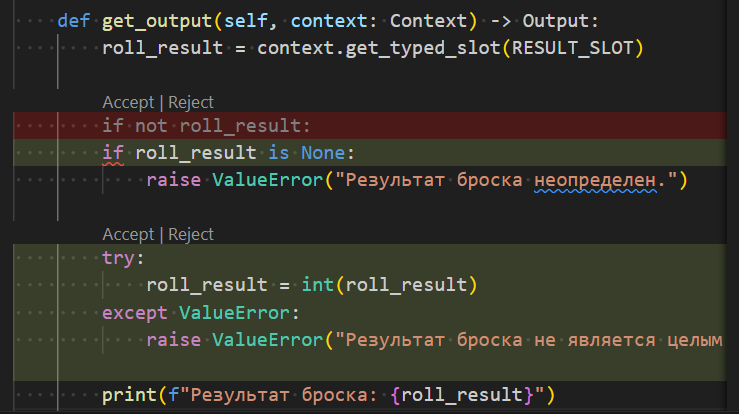 def get_output(self, context: Context) -> Output:
roll_result = context.get_typed_slot(RESULT_SLOT)
Accept | Reject
if not roll_result:
if roll_result is None:
raise ValueError("Результат броска неопределен.")
Accept | Reject
try:
roll_result = int(roll_result)
except ValueError:
raise ValueError("Результат броска не является целым
print(f"Результат броска: {roll_result}")